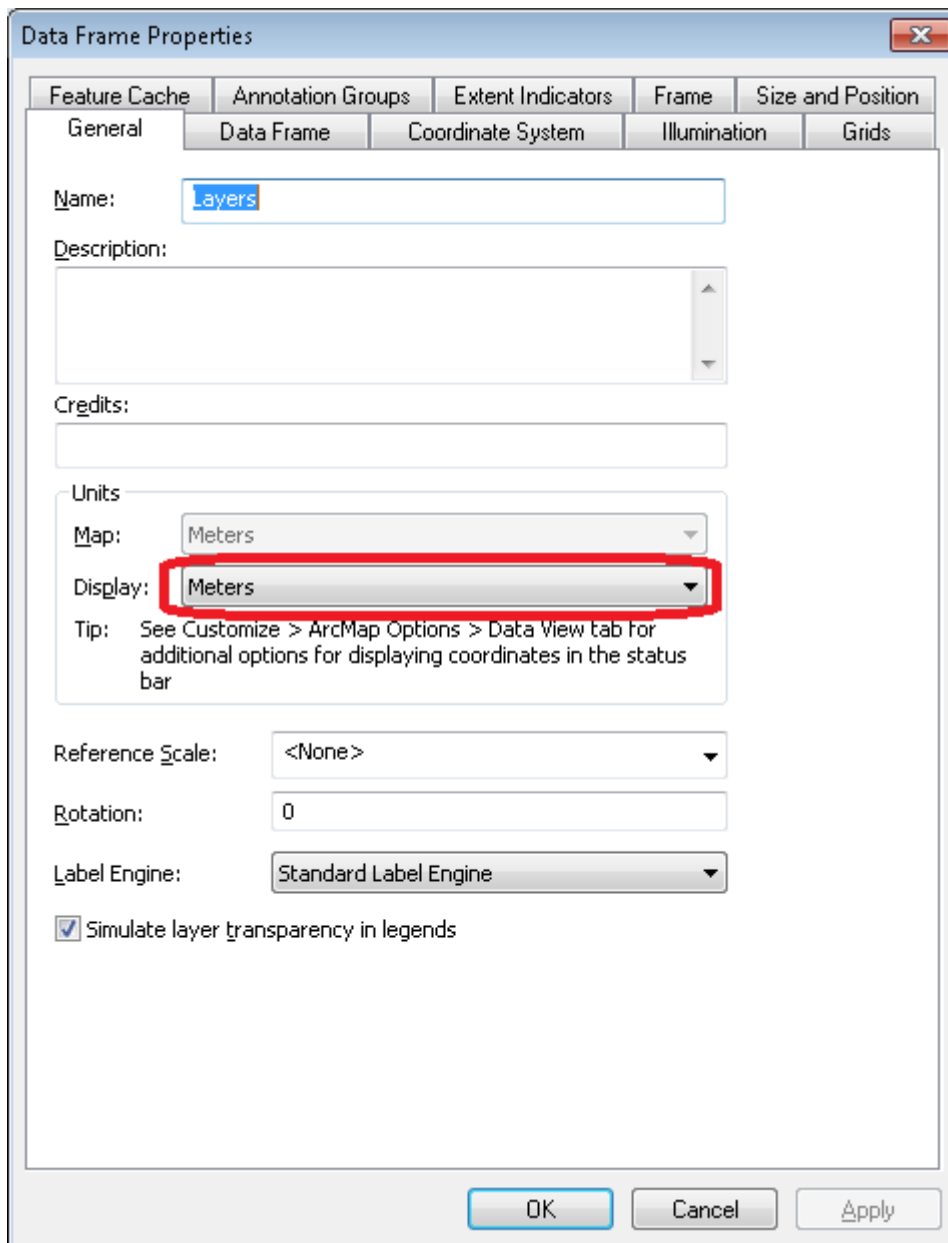 Data Frame Properties
Feature Cache Annotation Groups Extent Indicators Frame Size and Position
General Data Frame Coordinate System Illumination Grids
Name: Layers
Description:
Credits:
Units
Map: Meters
Display: Meters
Tip: See Customize > ArcMap Options > Data View tab for
additional options for displaying coordinates in the status
bar
Reference Scale: <None>
Rotation: 0
Label Engine: Standard Label Engine
Simulate layer transparency in legends
OK Cancel Apply